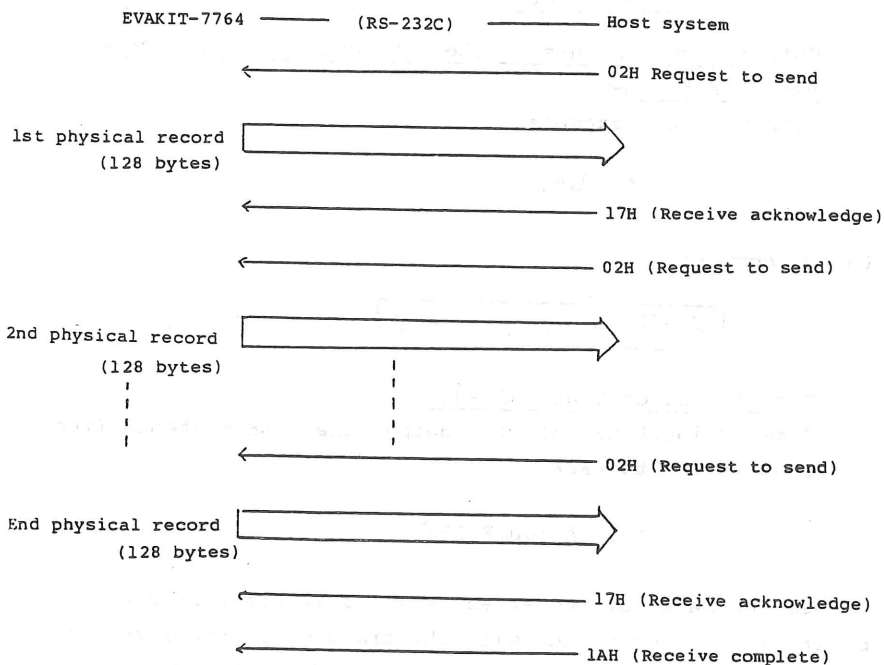 EVAKIT-7764 (RS-232C) Host system
02H Request to send
1st physical record
(128 bytes)
17H (Receive acknowledge)
02H (Request to send)
2nd physical record
(128 bytes)
02H (Request to send)
End physical record
(128 bytes)
17H (Receive acknowledge)
1AH (Receive complete)